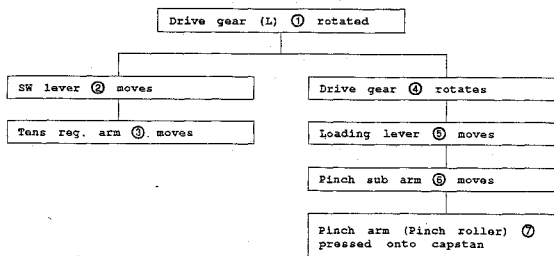 Drive gear (L) ① rotated
SW lever ② moves
Tens reg. arm ③. moves
Drive gear ④ rotates
Loading lever ⑤ moves
Pinch sub arm ⑥ moves
Pinch arm (Pinch roller) ⑦
pressed onto capstan